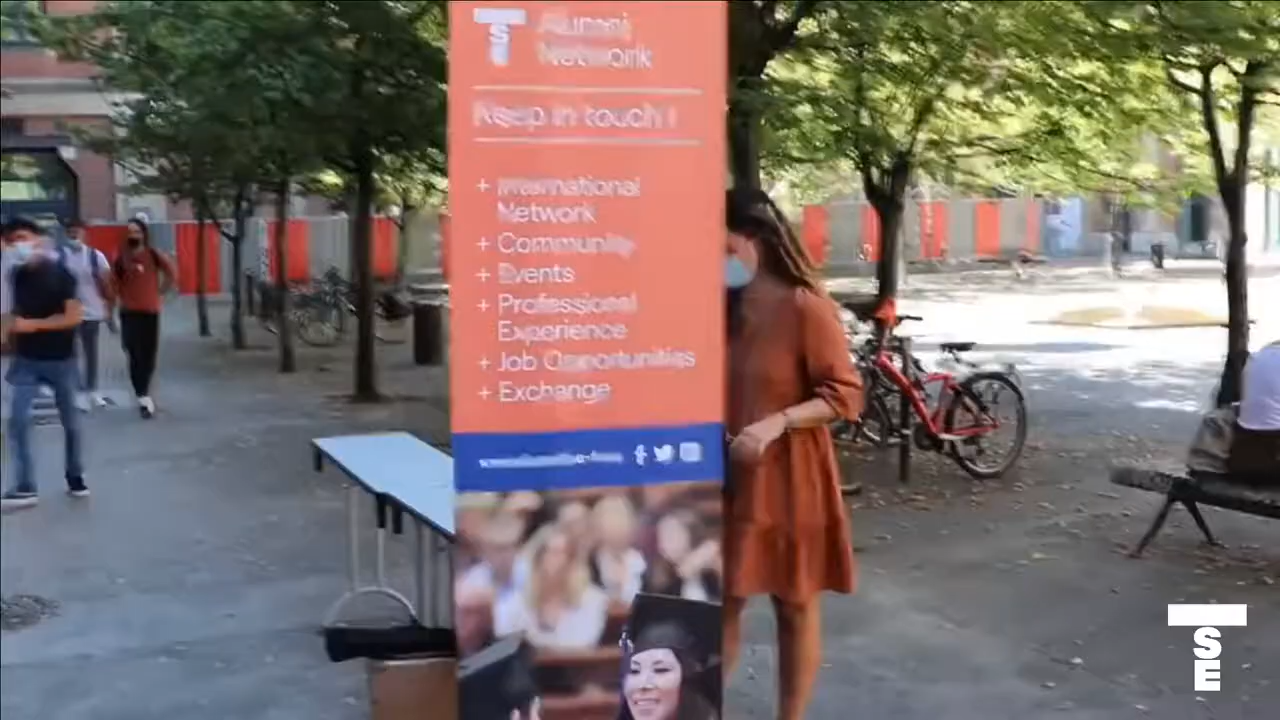 TSE Alumni
Network
Keep in touch !
+ International
Network
+ Community
+ Events
+ Professional
Experience
+ Job Opportunities
+ Exchange
TSE